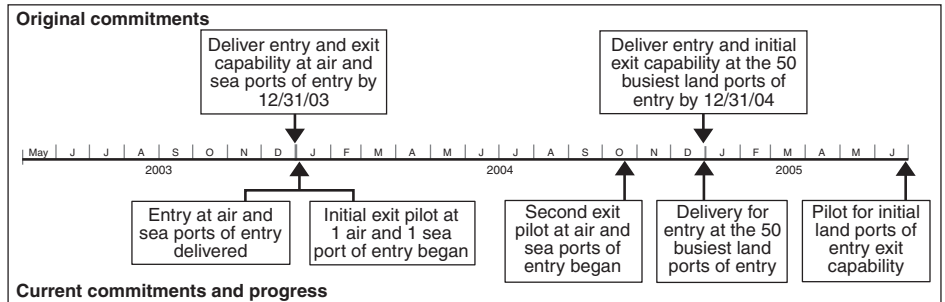 Original commitments
Deliver entry and exit
capability at air and
sea ports of entry by
12/31/03
Deliver entry and initial
exit capability at the 50
busiest land ports of
entry by 12/31/04
May J J A S O N D J F M A M J J A S O N D J F M A M J
2003 2004 2005
Entry at air and
sea ports of entry
delivered
Initial exit pilot at
1 air and 1 sea
port of entry began
Second exit
pilot at air and
sea ports of
entry began
Delivery for
entry at the 50
busiest land
ports of entry
Pilot for initial
land ports of
entry exit
capability
Current commitments and progress